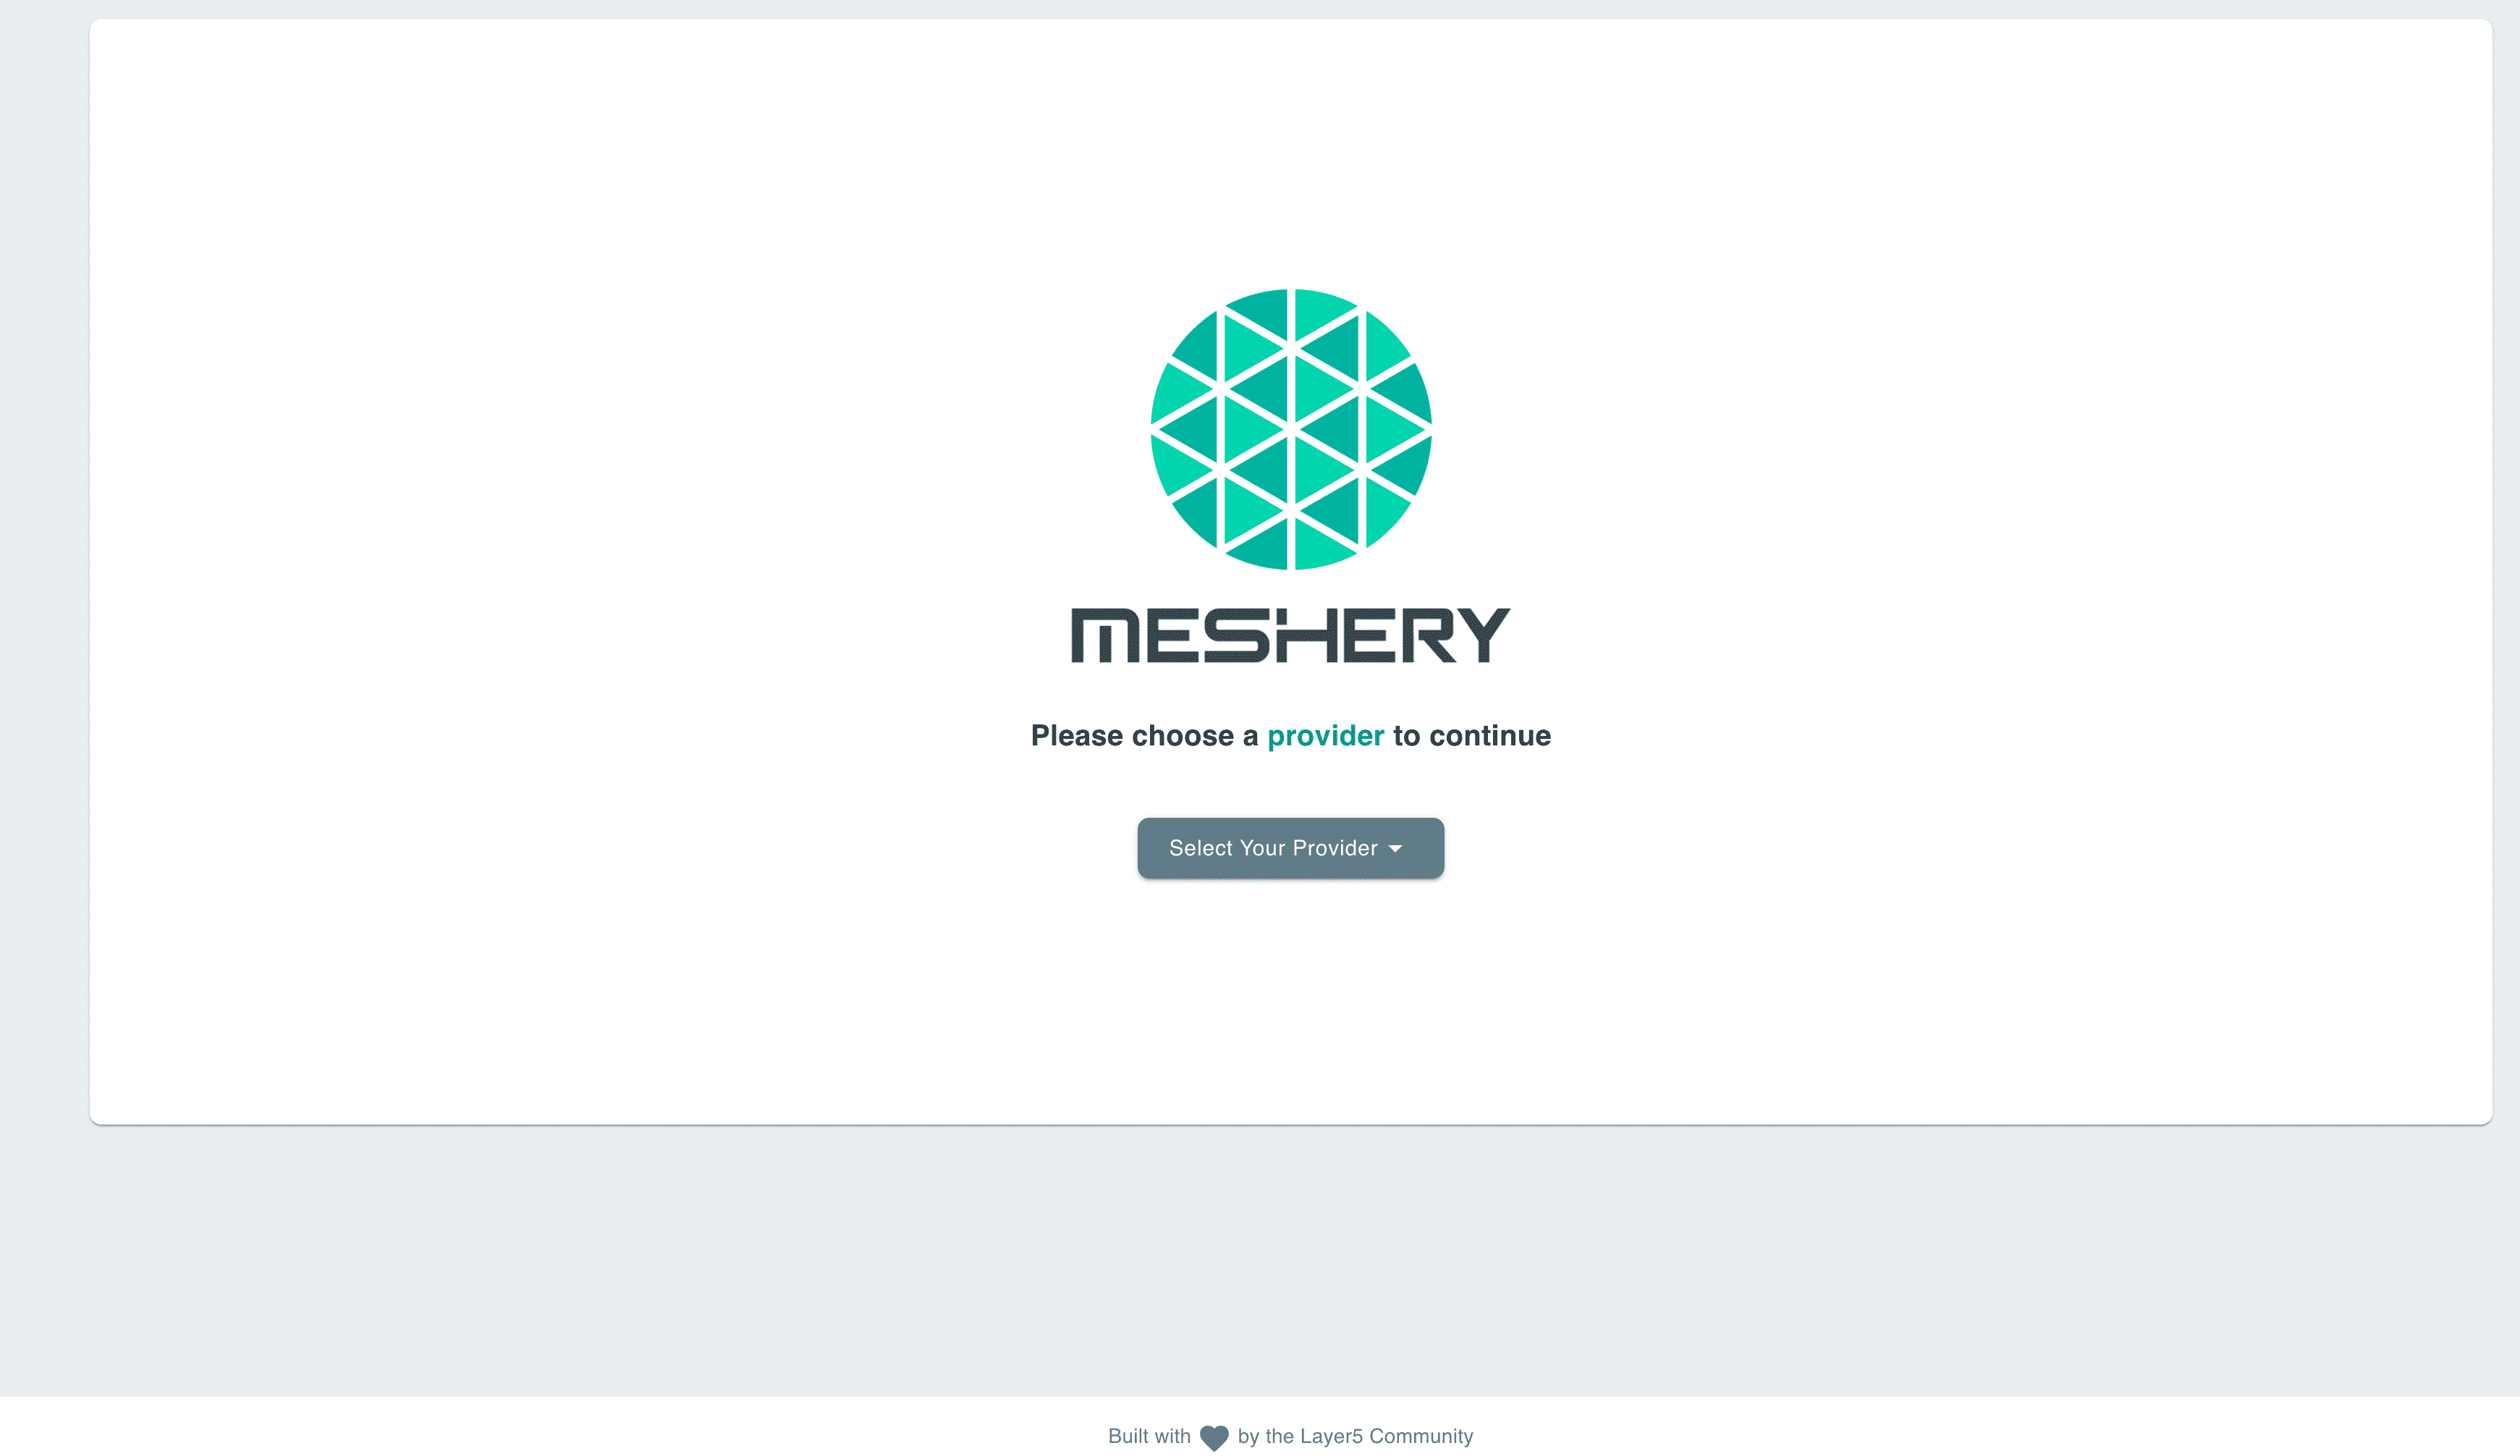 MESHERY
Please choose a provider to continue
Select Your Provider
Built with by the Layer5 Community